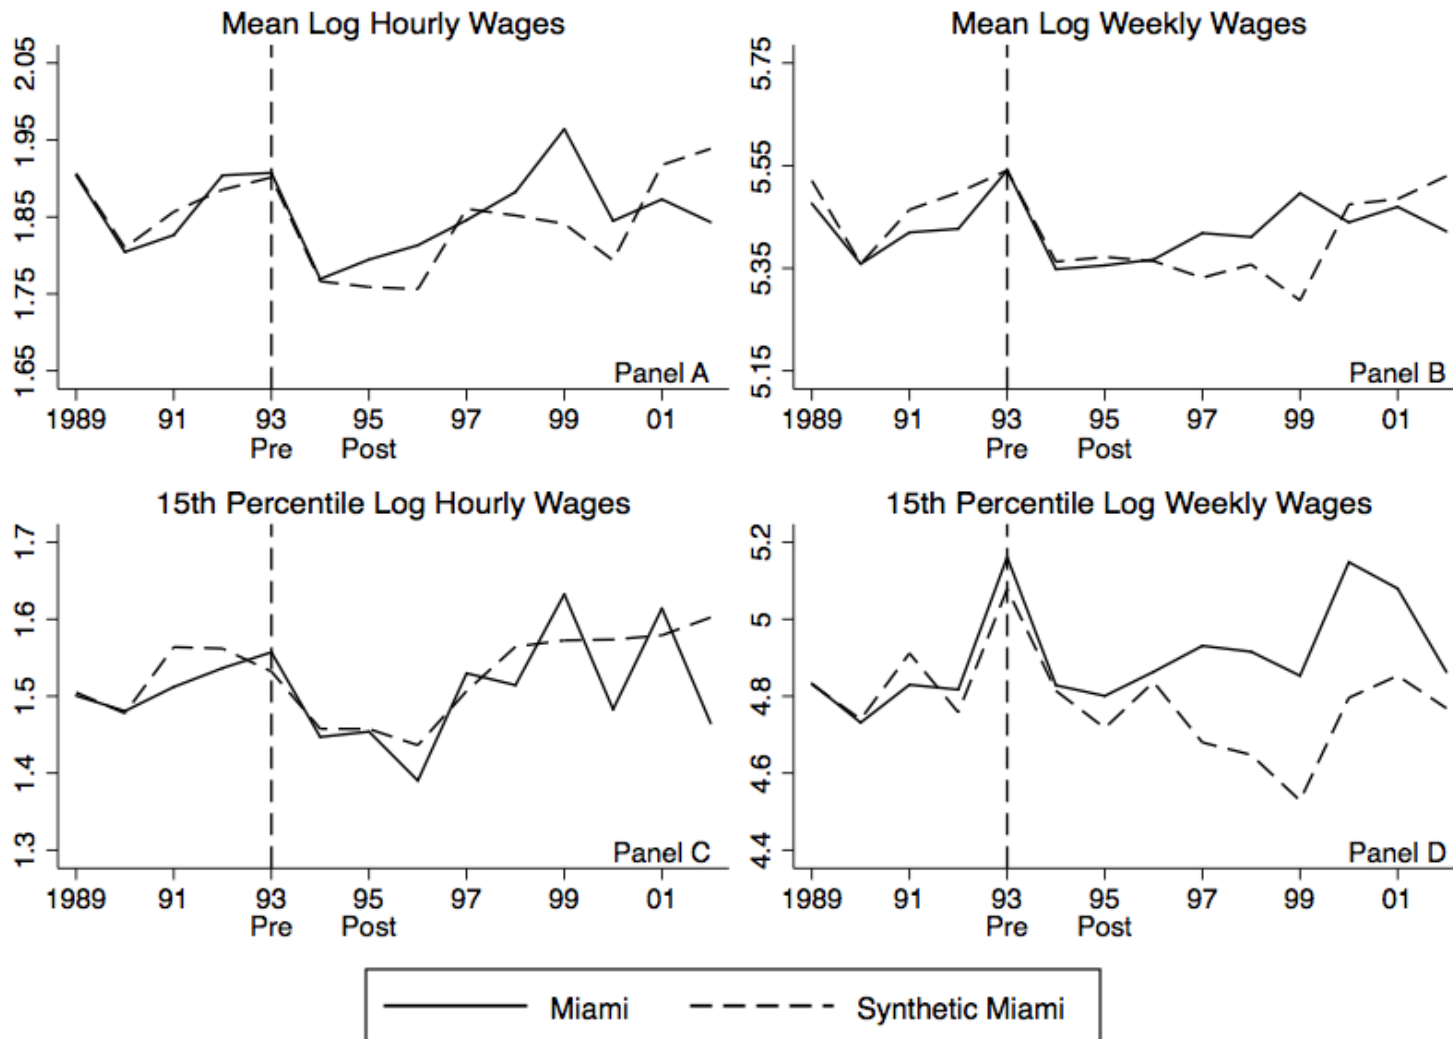 Mean Log Hourly Wages
2.05
1.95
1.85
1.75
1.65
Panel A
1989 91 93 95 97 99 01
Pre Post
Mean Log Weekly Wages
5.75
5.55
5.35
5.15
Panel B
1989 91 93 95 97 99 01
Pre Post
15th Percentile Log Hourly Wages
1.7
1.6
1.5
1.4
1.3
Panel C
1989 91 93 95 97 99 01
Pre Post
15th Percentile Log Weekly Wages
5.2
5
4.8
4.6
4.4
Panel D
1989 91 93 95 97 99 01
Pre Post
Miami Synthetic Miami